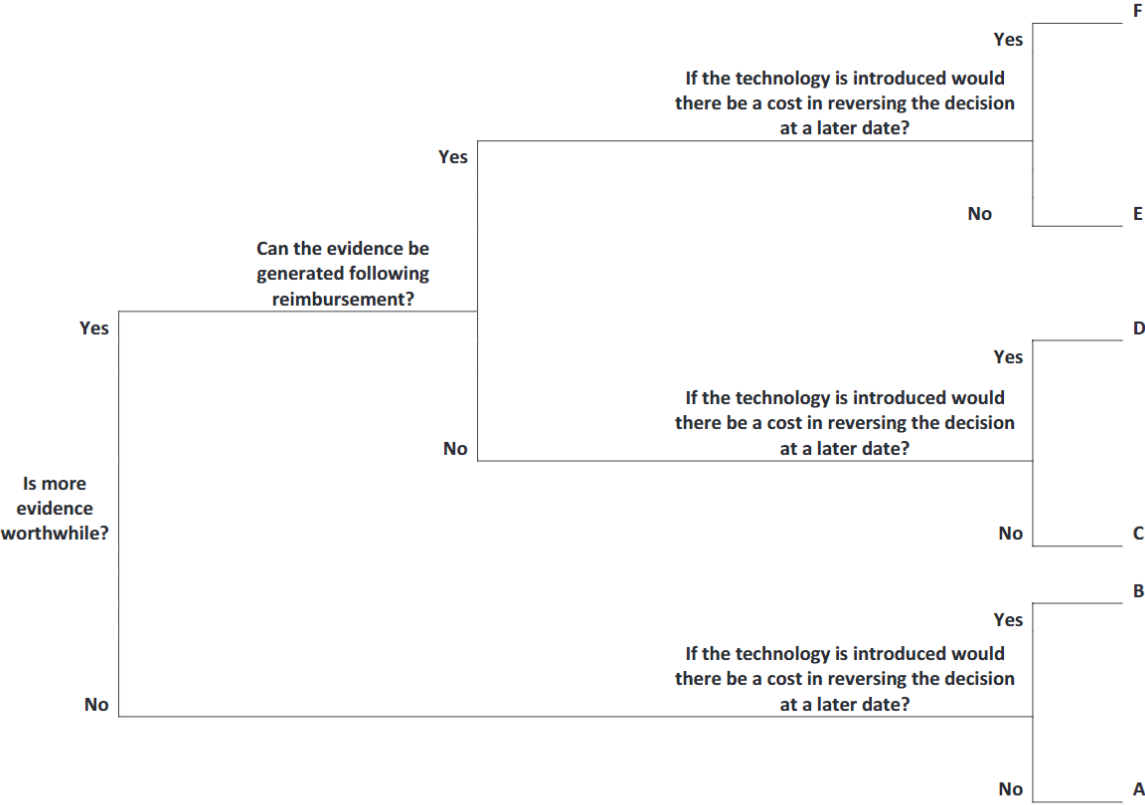 F
Yes
If the technology is introduced would
there be a cost in reversing the decision
at a later date?
Yes
No
E
Can the evidence be
generated following
reimbursement?
Yes
D
Yes
If the technology is introduced would
there be a cost in reversing the decision
at a later date?
No
Is more
evidence
worthwhile?
No
C
B
Yes
If the technology is introduced would
there be a cost in reversing the decision
at a later date?
No
No
A